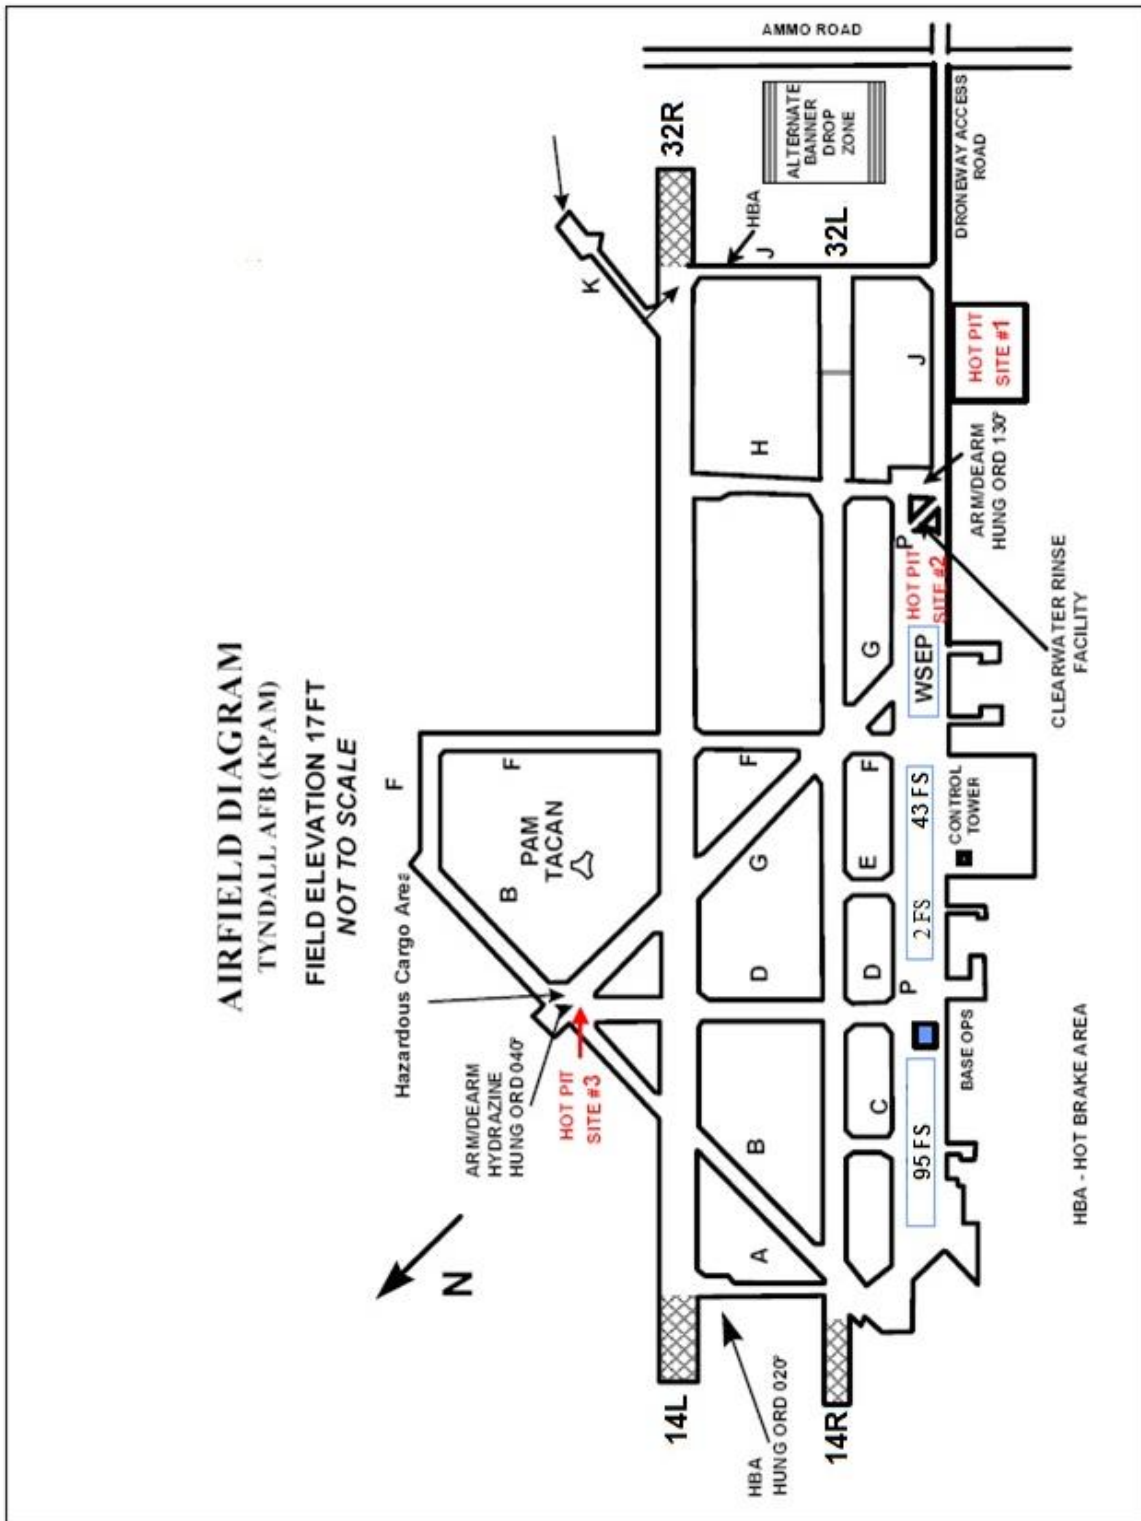 AIRFIELD DIAGRAM
TYNDALL AFB (KPAM)
FIELD ELEVATION 17FT
NOT TO SCALE
Hazardous Cargo Area
ARM/DEARM
HYDRAZINE
HUNG ORD 040°
HOT PIT
SITE #3
N
F
F
B
PAM
TACAN
K
14L
32R
AMMO ROAD
ALTERNATE
BANNER
DROP
ZONE
HBA
HUNG ORD 020°
A
B
D
G
F
H
J
HBA
14R
32L
C
D
E
F
G
J
P
P
95 FS
2 FS
43 FS
WSEP
HOT PIT
SITE #2
HOT PIT
SITE #1
DRONEWAY ACCESS
ROAD
BASE OPS
CONTROL
TOWER
ARM/DEARM
HUNG ORD 130°
CLEARWATER RINSE
FACILITY
HBA - HOT BRAKE AREA